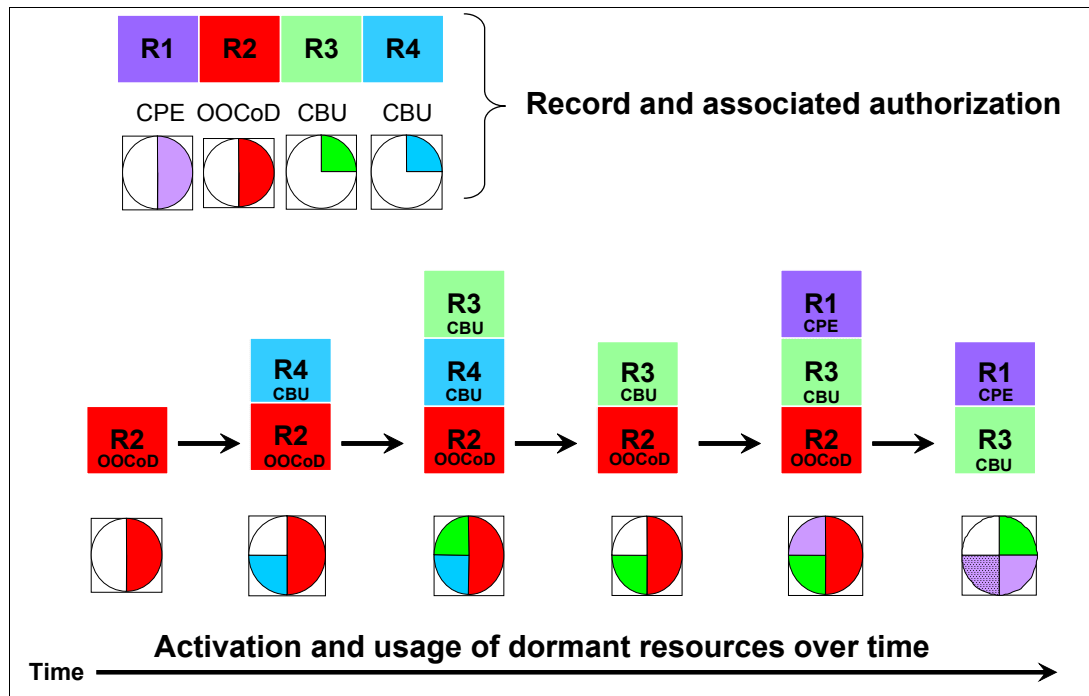 R1 R2 R3 R4
CPE OOCoD CBU CBU
Record and associated authorization
R2
OOCoD
R4
CBU
R2
OOCoD
R3
CBU
R4
CBU
R2
OOCoD
R3
CBU
R2
OOCoD
R1
CPE
R3
CBU
R2
OOCoD
R1
CPE
R3
CBU
Activation and usage of dormant resources over time
Time